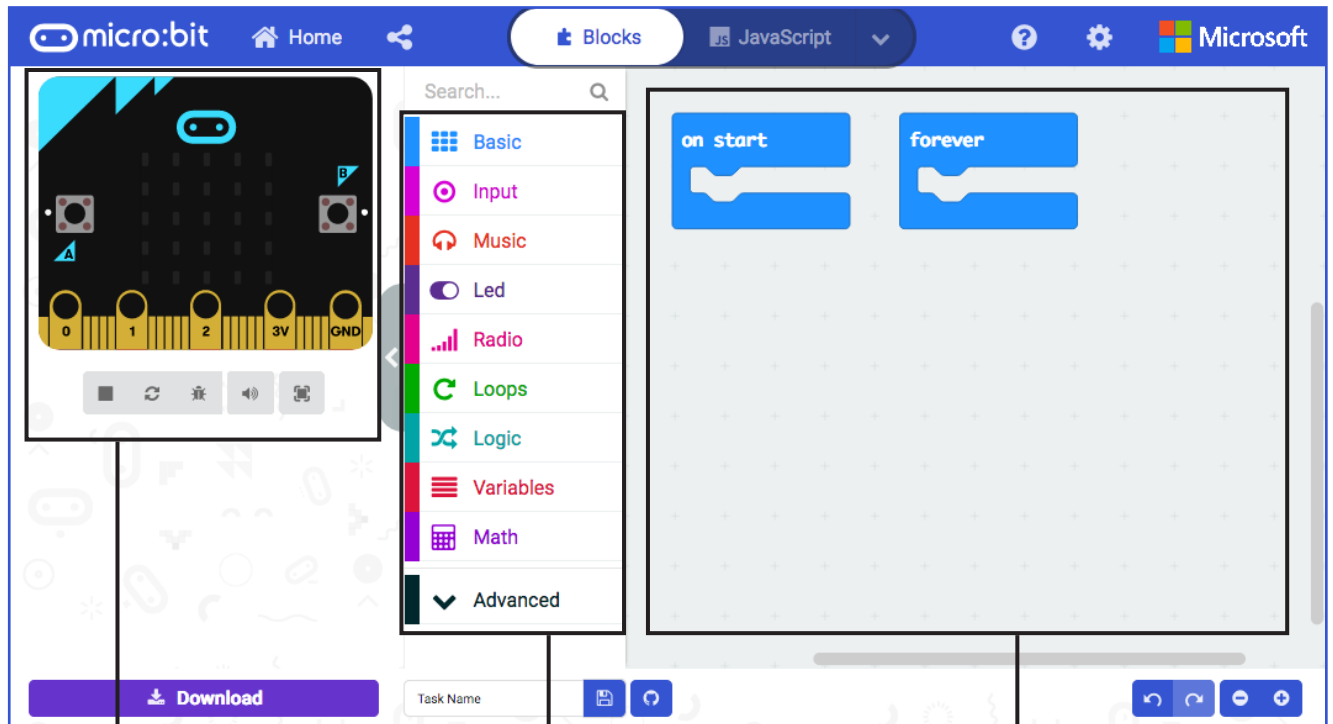 micro:bit Home Blocks JS JavaScript ? Microsoft
Search...
B
A
0 1 2 3V GND
Basic
Input
Music
Led
Radio
Loops
Logic
Variables
Math
Advanced
on start
forever
Download
Task Name